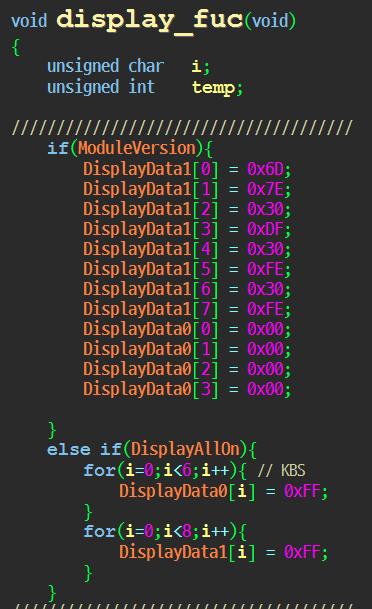 void display_fuc(void)
{
    unsigned char   i;
    unsigned int    temp;
//////////////////////////////////////
    if(ModuleVersion){
        DisplayData1[0] = 0x6D;
        DisplayData1[1] = 0x7E;
        DisplayData1[2] = 0x30;
        DisplayData1[3] = 0xDF;
        DisplayData1[4] = 0x30;
        DisplayData1[5] = 0xFE;
        DisplayData1[6] = 0x30;
        DisplayData1[7] = 0xFE;
        DisplayData0[0] = 0x00;
        DisplayData0[1] = 0x00;
        DisplayData0[2] = 0x00;
        DisplayData0[3] = 0x00;
    }
    else if(DisplayAllOn){
        for(i=0;i<6;i++){ // KBS
            DisplayData0[i] = 0xFF;
        }
        for(i=0;i<8;i++){
            DisplayData1[i] = 0xFF;
        }
    }
//////////////////////////////////////